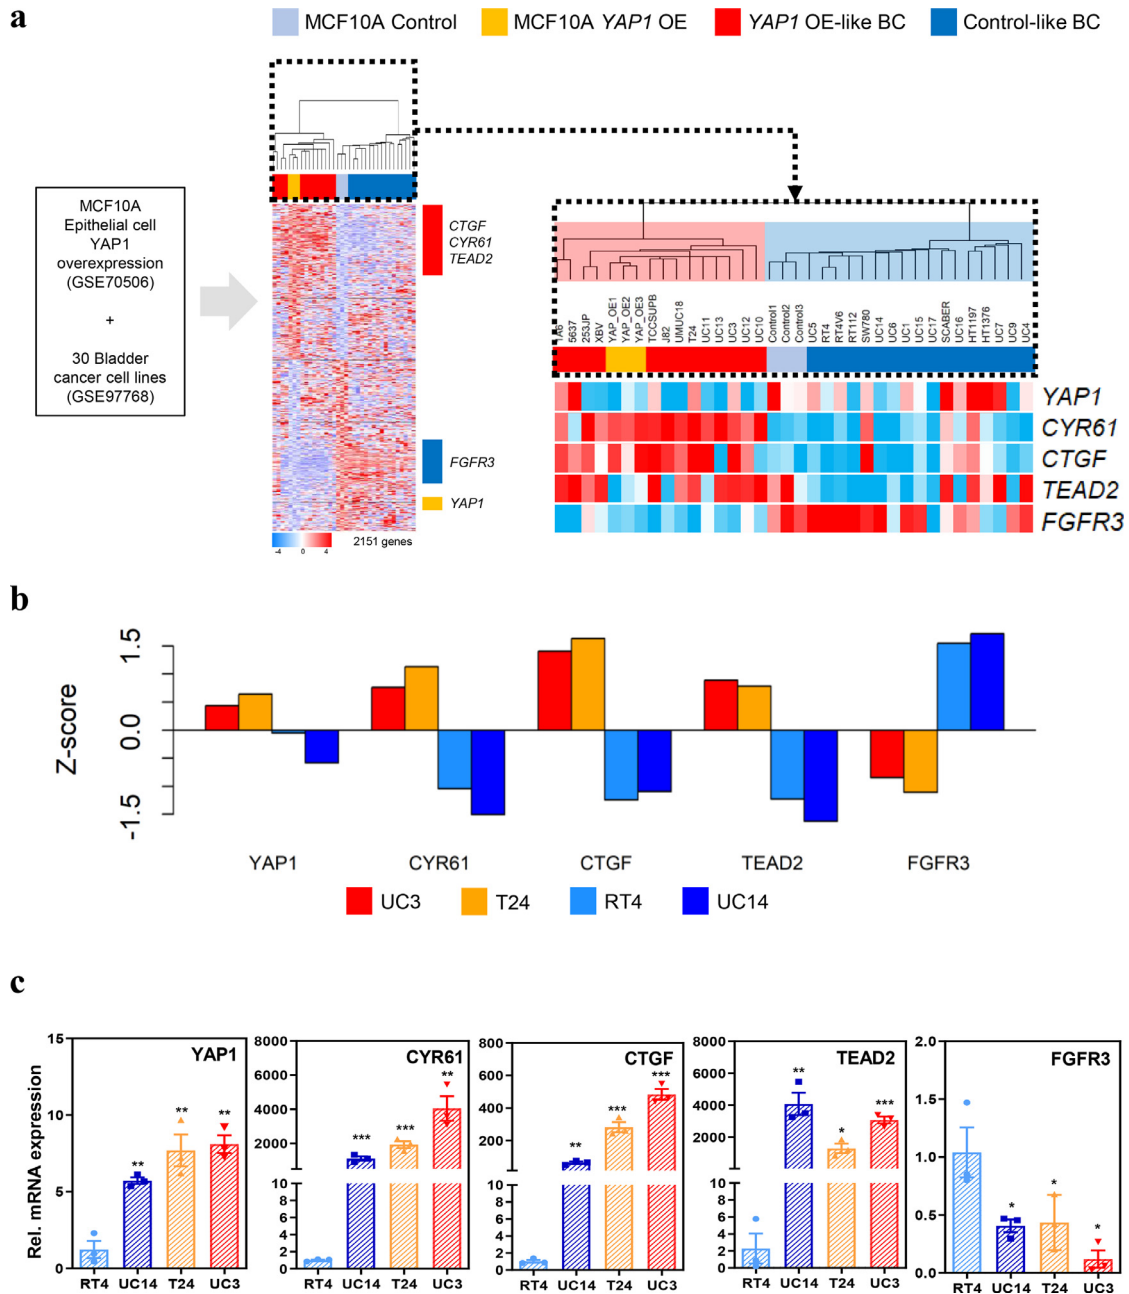 a
MCF10A Control
MCF10A YAP1 OE
YAP1 OE-like BC
Control-like BC
MCF10A
Epithelial cell
YAP1
overexpression
(GSE70506)
+
30 Bladder
cancer cell lines
(GSE97768)
CTGF
CYR61
TEAD2
FGFR3
YAP1
-4 0 4
2151 genes
1A6 5637 253JP XBV YAP_OE1 YAP_OE2 YAP_OE3 TCCSUPB J82 UMUC18 T24 UC11 UC13 UC3 UC12 UC10 Control1 Control2 Control3 UC5 RT4 RT4V6 RT112 SW780 UC14 UC6 UC1 UC15 UC17 SCABER UC16 HT1197 HT1376 UC7 UC9 UC4
YAP1
CYR61
CTGF
TEAD2
FGFR3
b
Z-score
1.5
0.0
-1.5
YAP1 CYR61 CTGF TEAD2 FGFR3
UC3 T24 RT4 UC14
c
Rel. mRNA expression
YAP1
15
10
5
0
** ** **
RT4 UC14 T24 UC3
CYR61
8000
6000
4000
2000
10
8
6
4
2
0
*** *** **
RT4 UC14 T24 UC3
CTGF
800
600
400
200
10
8
6
4
2
0
** *** ***
RT4 UC14 T24 UC3
TEAD2
8000
6000
4000
2000
10
8
6
4
2
0
** * ***
RT4 UC14 T24 UC3
FGFR3
2.0
1.5
1.0
0.5
0.0
* * *
RT4 UC14 T24 UC3